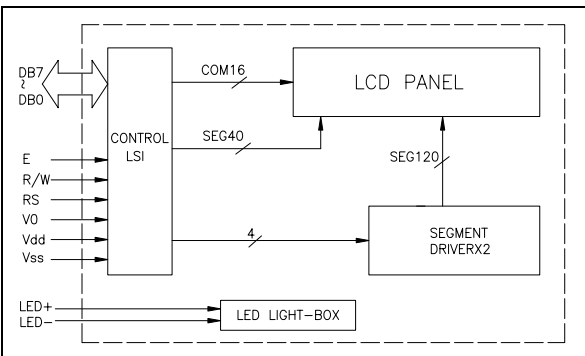 DB7
~
DB0
COM16
LCD PANEL
CONTROL
LSI
SEG40
SEG120
E
R/W
RS
V0
Vdd
Vss
4
SEGMENT
DRIVERX2
LED+
LED-
LED LIGHT-BOX